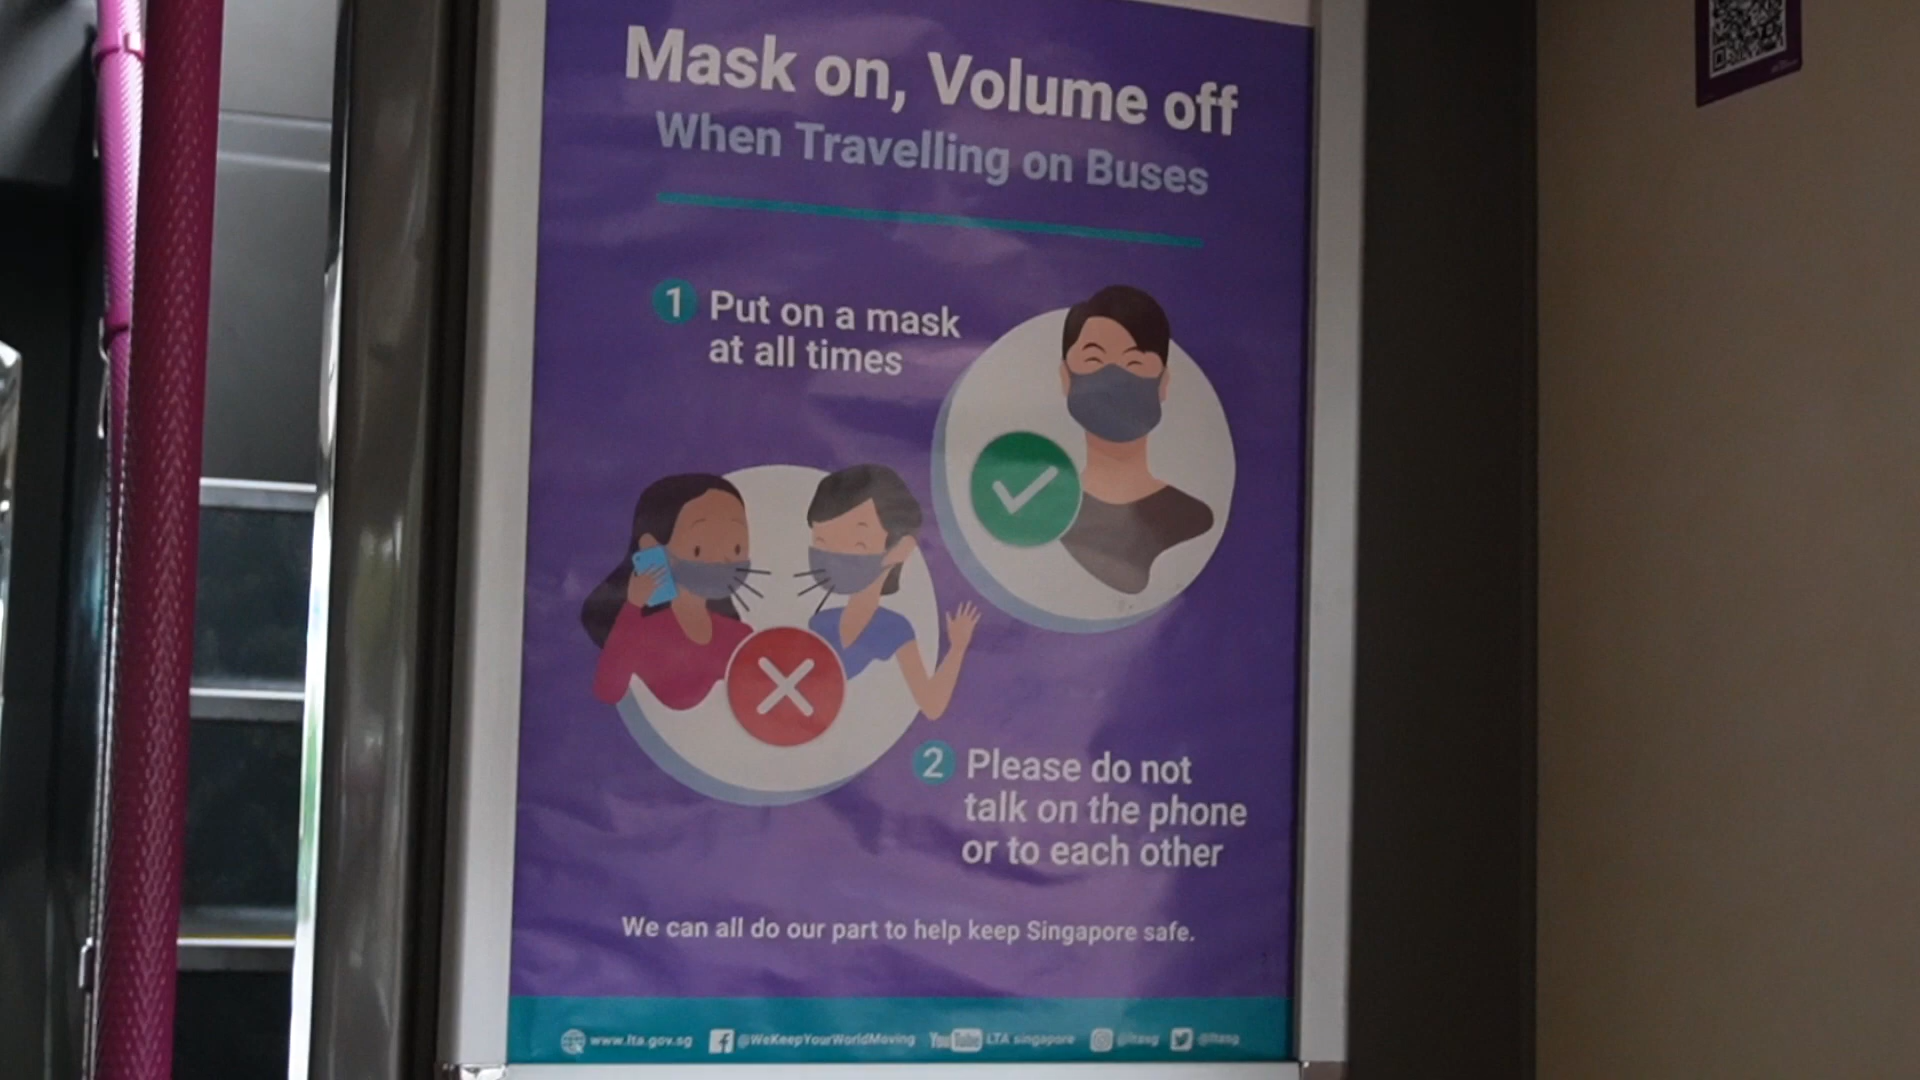 Mask on, Volume off
When Travelling on Buses
1 Put on a mask
at all times
2 Please do not
talk on the phone
or to each other
We can all do our part to help keep Singapore safe.
www.lta.gov.sg @WeKeepYourWorldMoving YouTube LTA singapore @ltasg @ltasg